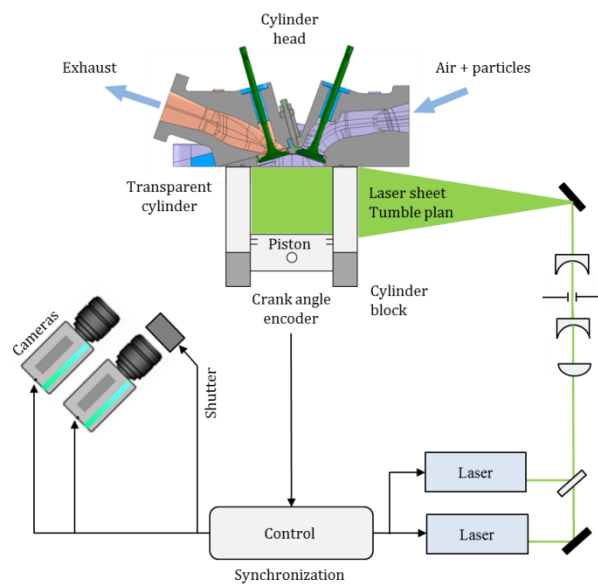 Cylinder
head
Exhaust
Air + particles
Transparent
cylinder
Laser sheet
Tumble plan
Piston
Crank angle
encoder
Cylinder
block
Cameras
Shutter
Laser
Control
Laser
Synchronization